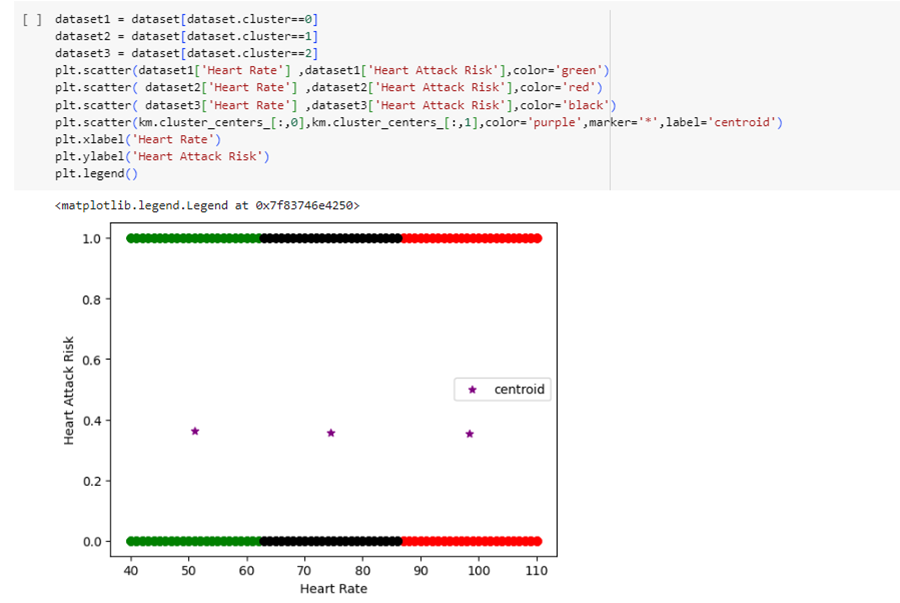 [ ] dataset1 = dataset[dataset.cluster==0]
dataset2 = dataset[dataset.cluster==1]
dataset3 = dataset[dataset.cluster==2]
plt.scatter(dataset1['Heart Rate'] ,dataset1['Heart Attack Risk'],color='green')
plt.scatter( dataset2['Heart Rate'] ,dataset2['Heart Attack Risk'],color='red')
plt.scatter( dataset3['Heart Rate'] ,dataset3['Heart Attack Risk'],color='black')
plt.scatter(km.cluster_centers_[:,0],km.cluster_centers_[:,1],color='purple',marker='*',label='centroid')
plt.xlabel('Heart Rate')
plt.ylabel('Heart Attack Risk')
plt.legend()
<matplotlib.legend.Legend at 0x7f83746e4250>
1.0
0.8
0.6
0.4
0.2
0.0
Heart Attack Risk
centroid
40 50 60 70 80 90 100 110
Heart Rate